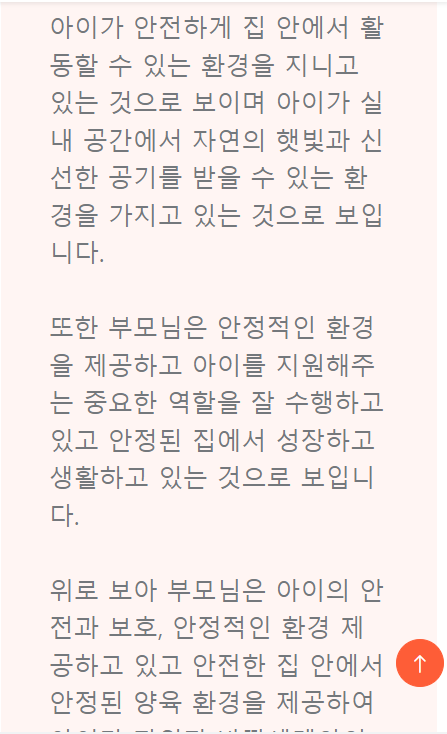 아이가 안전하게 집 안에서 활
동할 수 있는 환경을 지니고
있는 것으로 보이며 아이가 실
내 공간에서 자연의 햇빛과 신
선한 공기를 받을 수 있는 환
경을 가지고 있는 것으로 보입
니다.
또한 부모님은 안정적인 환경
을 제공하고 아이를 지원해주
는 중요한 역할을 잘 수행하고
있고 안정된 집에서 성장하고
생활하고 있는 것으로 보입니
다.
위로 보아 부모님은 아이의 안
전과 보호, 안정적인 환경 제
공하고 있고 안전한 집 안에서
안정된 양육 환경을 제공하여